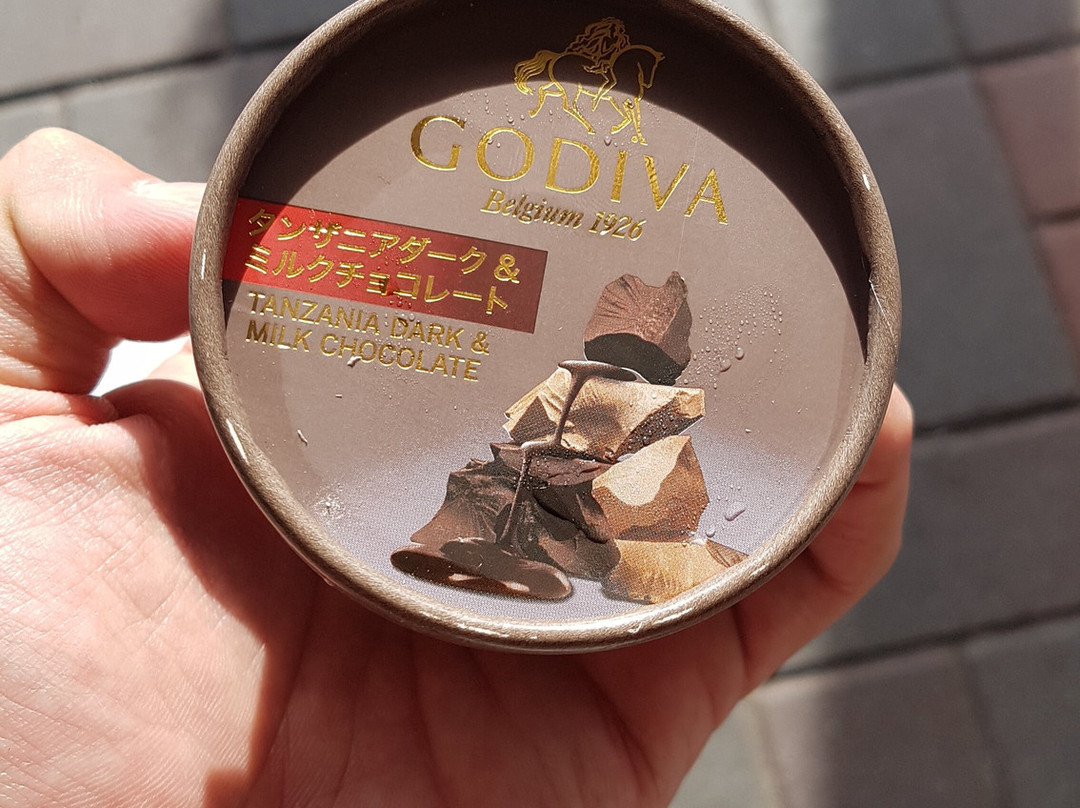 GODIVA
Belgium 1926
タンザニアダーク &
ミルクチョコレート
TANZANIA DARK &
MILK CHOCOLATE